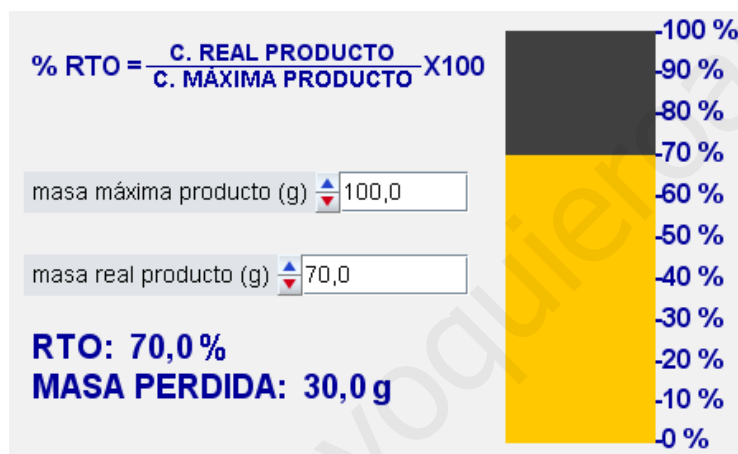 % RTO = C. REAL PRODUCTO X100
C. MÁXIMA PRODUCTO
masa máxima producto (g) 100,0
masa real producto (g) 70,0
RTO: 70,0 %
MASA PERDIDA: 30,0 g
100 %
90 %
80 %
70 %
60 %
50 %
40 %
30 %
20 %
10 %
0 %
yoquieroa